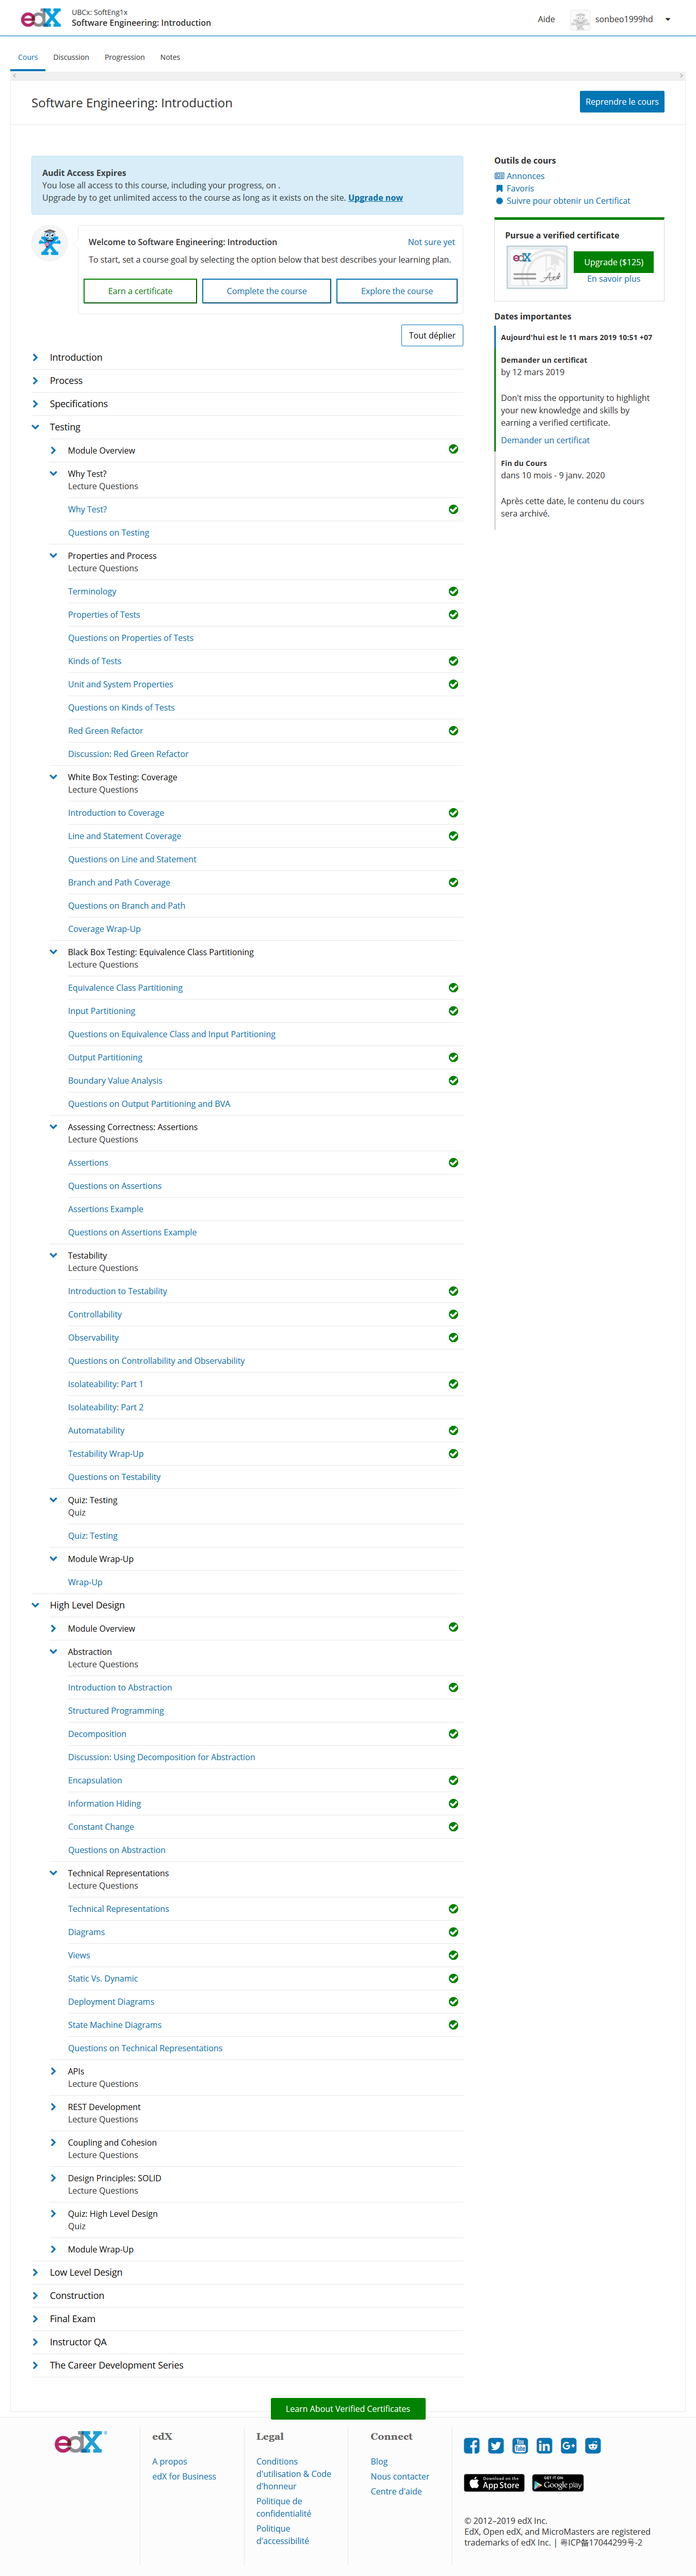 edX
UBCx: SoftEng1x
Software Engineering: Introduction
Aide
sonbeo1999hd
Cours
Discussion
Progression
Notes
Software Engineering: Introduction
Reprendre le cours
Audit Access Expires
You lose all access to this course, including your progress, on .
Upgrade by to get unlimited access to the course as long as it exists on the site. Upgrade now
Welcome to Software Engineering: Introduction
Not sure yet
To start, set a course goal by selecting the option below that best describes your learning plan.
Earn a certificate
Complete the course
Explore the course
Tout déplier
Introduction
Process
Specifications
Testing
Module Overview
Why Test?
Lecture Questions
Why Test?
Questions on Testing
Properties and Process
Lecture Questions
Terminology
Properties of Tests
Questions on Properties of Tests
Kinds of Tests
Unit and System Properties
Questions on Kinds of Tests
Red Green Refactor
Discussion: Red Green Refactor
White Box Testing: Coverage
Lecture Questions
Introduction to Coverage
Line and Statement Coverage
Questions on Line and Statement
Branch and Path Coverage
Questions on Branch and Path
Coverage Wrap-Up
Black Box Testing: Equivalence Class Partitioning
Lecture Questions
Equivalence Class Partitioning
Input Partitioning
Questions on Equivalence Class and Input Partitioning
Output Partitioning
Boundary Value Analysis
Questions on Output Partitioning and BVA
Assessing Correctness: Assertions
Lecture Questions
Assertions
Questions on Assertions
Assertions Example
Questions on Assertions Example
Testability
Lecture Questions
Introduction to Testability
Controllability
Observability
Questions on Controllability and Observability
Isolateability: Part 1
Isolateability: Part 2
Automatability
Testability Wrap-Up
Questions on Testability
Quiz: Testing
Quiz
Quiz: Testing
Module Wrap-Up
Wrap-Up
High Level Design
Module Overview
Abstraction
Lecture Questions
Introduction to Abstraction
Structured Programming
Decomposition
Discussion: Using Decomposition for Abstraction
Encapsulation
Information Hiding
Constant Change
Questions on Abstraction
Technical Representations
Lecture Questions
Technical Representations
Diagrams
Views
Static Vs. Dynamic
Deployment Diagrams
State Machine Diagrams
Questions on Technical Representations
APIs
Lecture Questions
REST Development
Lecture Questions
Coupling and Cohesion
Lecture Questions
Design Principles: SOLID
Lecture Questions
Quiz: High Level Design
Quiz
Module Wrap-Up
Low Level Design
Construction
Final Exam
Instructor QA
The Career Development Series
Outils de cours
Annonces
Favoris
Suivre pour obtenir un Certificat
Pursue a verified certificate
edX
Upgrade ($125)
En savoir plus
Dates importantes
Aujourd'hui est le 11 mars 2019 10:51 +07
Demander un certificat
by 12 mars 2019
Don't miss the opportunity to highlight
your new knowledge and skills by
earning a verified certificate.
Demander un certificat
Fin du Cours
dans 10 mois - 9 janv. 2020
Après cette date, le contenu du cours
sera archivé.
Learn About Verified Certificates
edX
edX
A propos
edX for Business
Legal
Conditions
d'utilisation & Code
d'honneur
Politique de
confidentialité
Politique
d'accessibilité
Connect
Blog
Nous contacter
Centre d'aide
Download on the
App Store
GET IT ON
Google play
© 2012–2019 edX Inc.
EdX, Open edX, and MicroMasters are registered
trademarks of edX Inc. | 粤ICP备17044299号-2